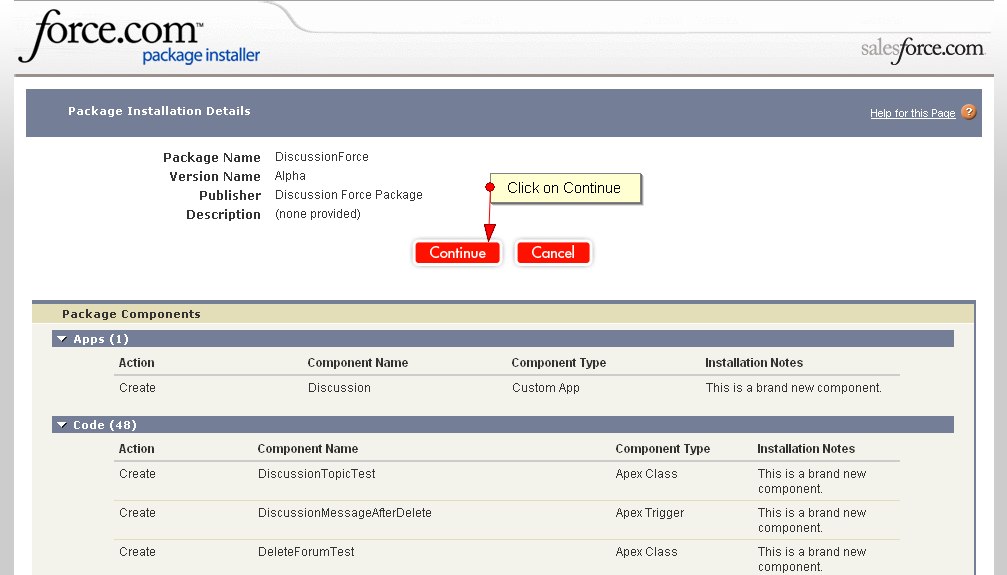 force.com™
package installer
salesforce.com
Package Installation Details
Help for this Page ?
Package Name DiscussionForce
Version Name Alpha
Publisher Discussion Force Package
Description (none provided)
Click on Continue
Continue Cancel
Package Components
Apps (1)
Action Component Name Component Type Installation Notes
Create Discussion Custom App This is a brand new component.
Code (48)
Action Component Name Component Type Installation Notes
Create DiscussionTopicTest Apex Class This is a brand new
component.
Create DiscussionMessageAfterDelete Apex Trigger This is a brand new
component.
Create DeleteForumTest Apex Class This is a brand new
component.